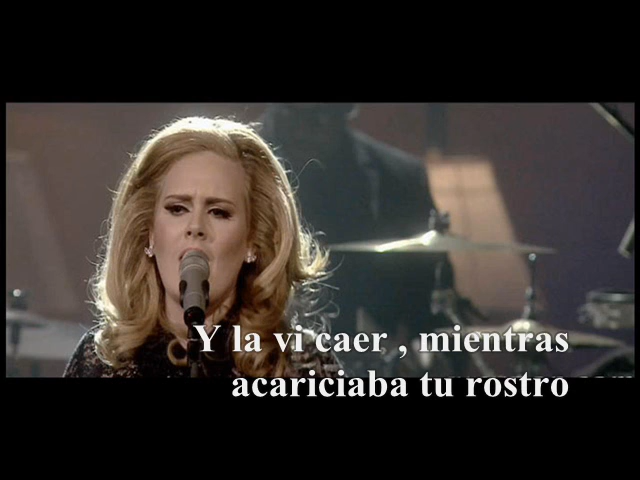 Y la vi caer , mientras
acariciaba tu rostro